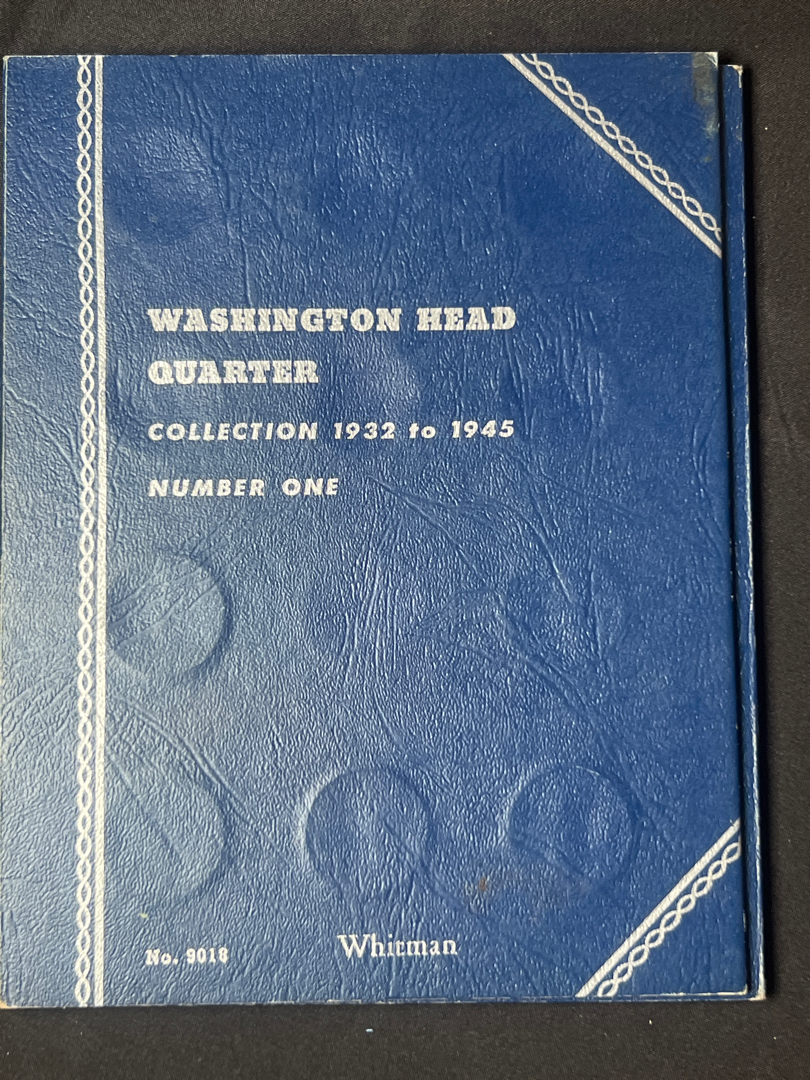 WASHINGTON HEAD
QUARTER
COLLECTION 1932 to 1945
NUMBER ONE
No. 9018 Whitman